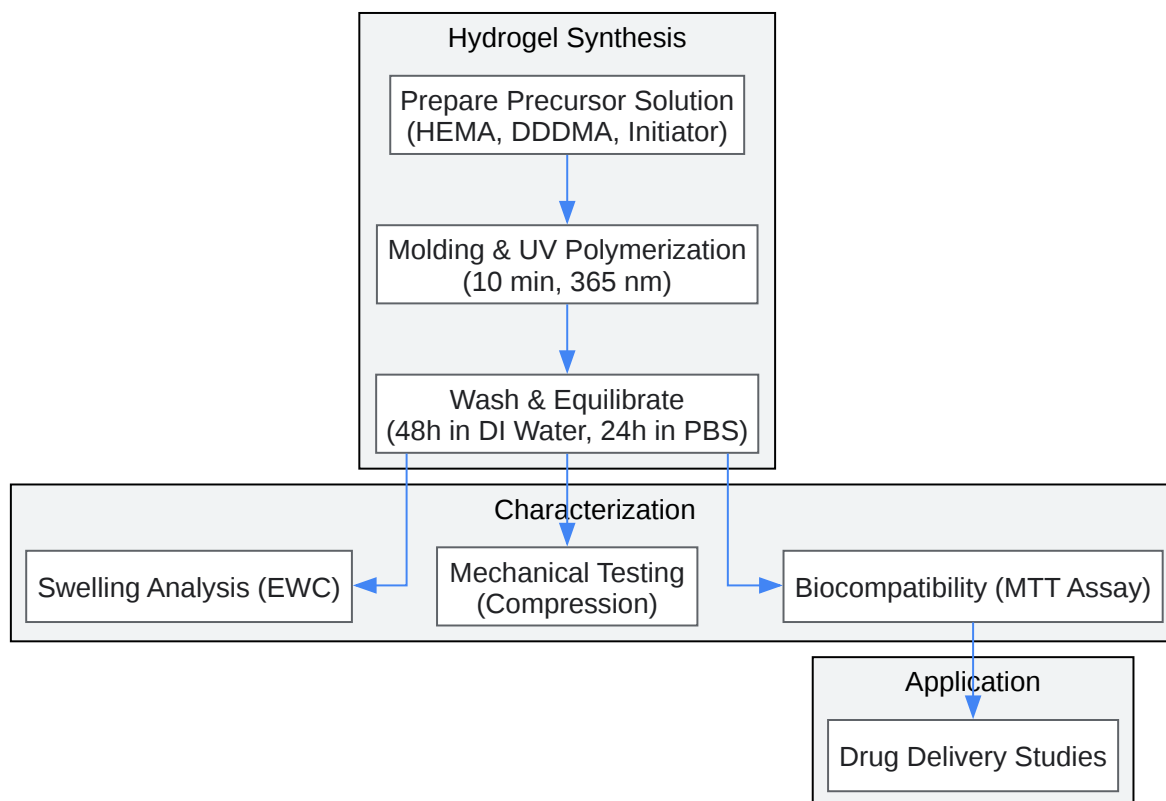 Hydrogel Synthesis
Prepare Precursor Solution
(HEMA, DDDMA, Initiator)
Molding & UV Polymerization
(10 min, 365 nm)
Wash & Equilibrate
(48h in DI Water, 24h in PBS)
Characterization
Swelling Analysis (EWC)
Mechanical Testing
(Compression)
Biocompatibility (MTT Assay)
Application
Drug Delivery Studies